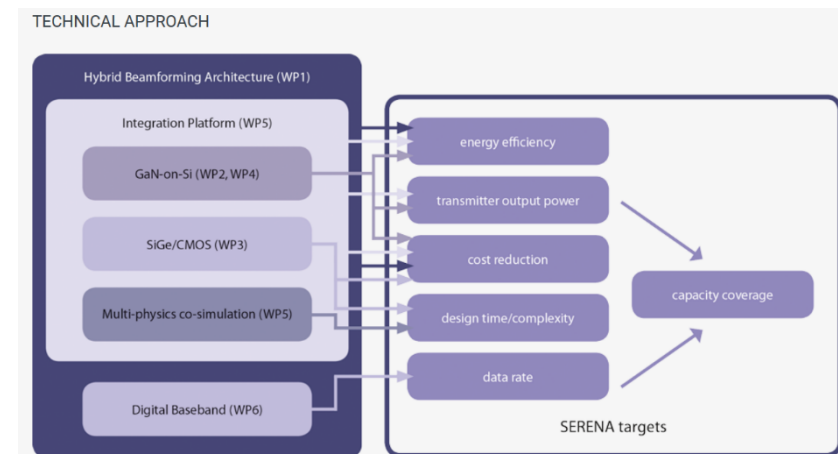 TECHNICAL APPROACH
Hybrid Beamforming Architecture (WP1)
Integration Platform (WP5)
GaN-on-Si (WP2, WP4)
SiGe/CMOS (WP3)
Multi-physics co-simulation (WP5)
Digital Baseband (WP6)
energy efficiency
transmitter output power
cost reduction
design time/complexity
data rate
capacity coverage
SERENA targets